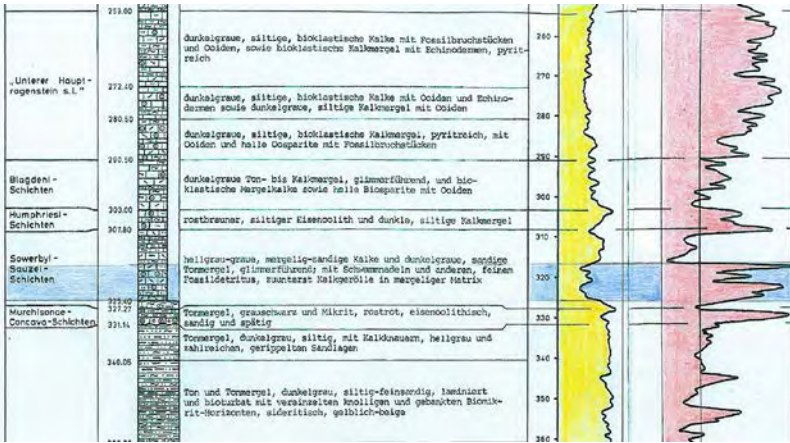 253.00
dunkelgraue, siltige, bioklastische Kalke mit Fossilbruchstücken
und Ooiden, sowie bioklastische Kalkmergel mit Echinodermen, pyrit-
reich
„Unterer Haupt-
rogenstein s.l."
272.40
dunkelgraue, siltige, bioklastische Kalke mit Ooiden und Echino-
dermen sowie dunkelgraue, siltige Kalkmergel mit Ooiden
280.50
dunkelgraue, siltige, bioklastische Kalkmergel, pyritreich, mit
Ooiden und helle Oosparite mit Fossilbruchstücken
290.50
Blagdeni-
Schichten
dunkelgraue Ton- bis Kalkmergel, glimmerführend, und bio-
klastische Mergelkalke sowie helle Biosparite mit Ooiden
303.00
Humphriesi-
Schichten
rostbrauner, siltiger Eisenoolith und dunkle, siltige Kalkmergel
307.80
Sowerbyi-
Sauzei-
Schichten
hellgrau-graue, mergelig-sandige Kalke und dunkelgraue, sandige
Tonmergel, glimmerführend; mit Schwammnadeln und anderen, feinen
Fossildetritus, zuunterst Kalkgerölle in mergeliger Matrix
327.27
Murchisonae-
Concava-Schichten
331.14
Tonmergel, grauschwarz und Mikrit, rostrot, eisenoolithisch,
sandig und spätig
Tonmergel, dunkelgrau, siltig, mit Kalkknauern, hellgrau und
zahlreichen, gerippelten Sandlagen
340.05
Ton und Tonmergel, dunkelgrau, siltig-feinsandig, laminiert
und bioturbat mit vereinzelten knolligen und gebankten Biomik-
rit-Horizonten, sideritisch, gelblich-beige
260
270
280
290
300
310
320
330
340
350
360